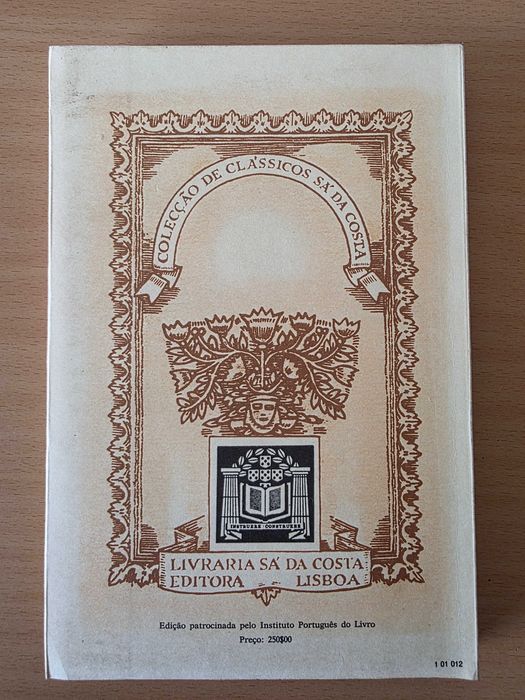 COLECÇÃO DE CLÁSSICOS SÁ DA COSTA
INSTRUERE CONSTRUERE
LIVRARIA SÁ DA COSTA
EDITORA LISBOA
Edição patrocinada pelo Instituto Português do Livro
Preço: 250$00
1 01 012